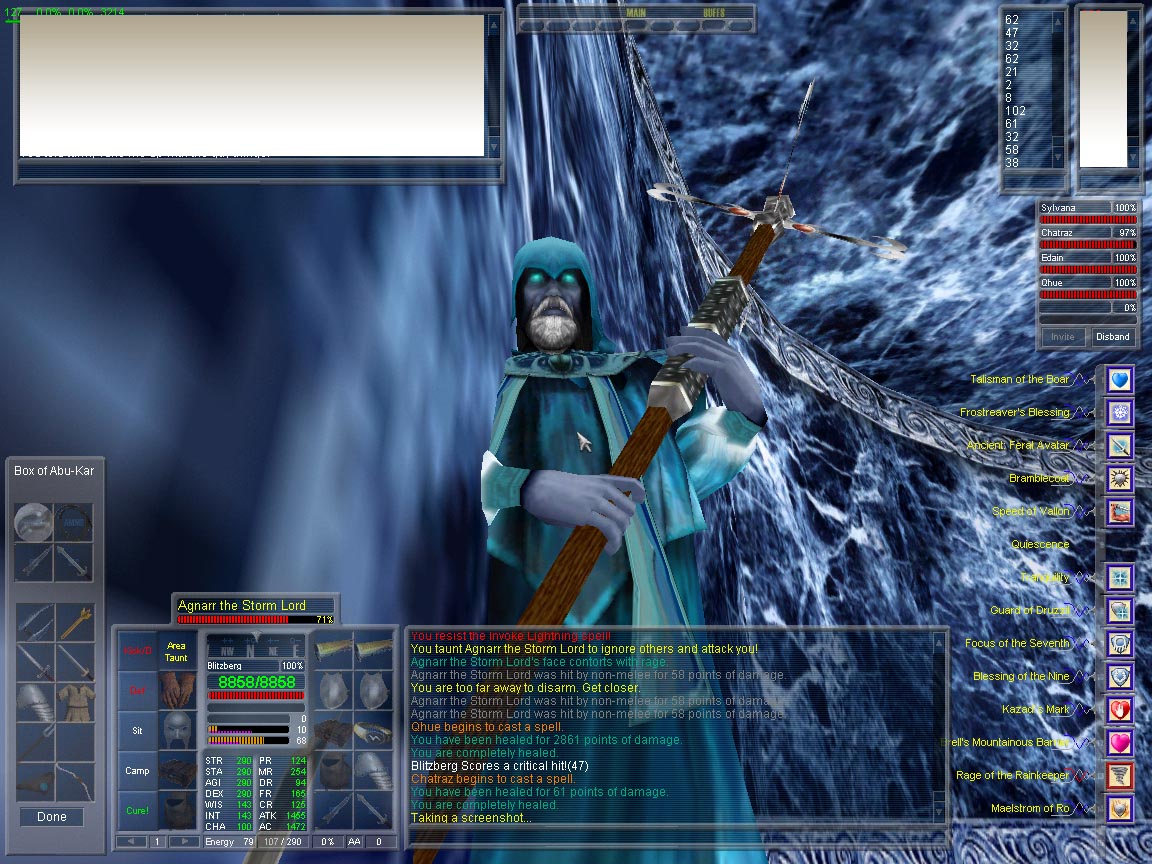 127 0.0% 0.0% 3214
MAIN BUFFS
62
47
32
62
21
2
8
102
61
32
58
38
Sylvana 100%
Chatraz 97%
Edain 100%
Qhue 100%
0%
Invite Disband
Talisman of the Boar
Frostreaver's Blessing
Ancient: Feral Avatar
Bramblecoat
Speed of Vallon
Quiescence
Tranquility
Guard of Druzzil
Focus of the Seventh
Blessing of the Nine
Kazad's Mark
Brell's Mountainous Barrier
Rage of the Rainkeeper
Maelstrom of Ro
Box of Abu-Kar
AMMO
Done
Agnarr the Storm Lord
71%
Kick/D
Area Taunt
Def
Sit
Camp
Cure!
NW N NE E
Blitzberg 100%
8858/8858
0
10
68
STR 290 PR 124
STA 290 MR 254
AGI 290 DR 94
DEX 290 FR 165
WIS 143 CR 125
INT 143 ATK 1455
CHA 100 AC 1472
1 Energy 79 107 / 290 0% AA 0
You resist the Invoke Lightning spell!
You taunt Agnarr the Storm Lord to ignore others and attack you!
Agnarr the Storm Lord's face contorts with rage.
Agnarr the Storm Lord was hit by non-melee for 58 points of damage.
You are too far away to disarm. Get closer.
Agnarr the Storm Lord was hit by non-melee for 58 points of damage.
Agnarr the Storm Lord was hit by non-melee for 58 points of damage.
Qhue begins to cast a spell.
You have been healed for 2861 points of damage.
You are completely healed.
Blitzberg Scores a critical hit!(47)
Chatraz begins to cast a spell.
You have been healed for 61 points of damage.
You are completely healed.
Taking a screenshot...